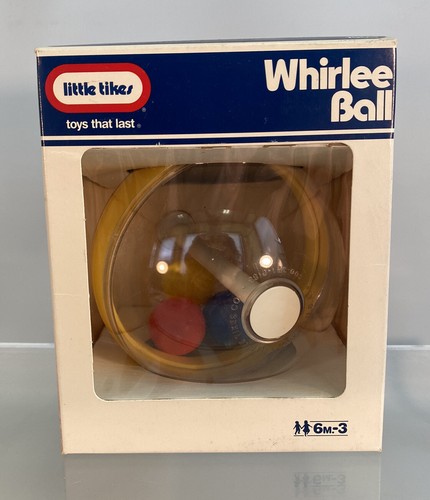 little tikes®
toys that last®
Whirlee
Ball
6M.-3